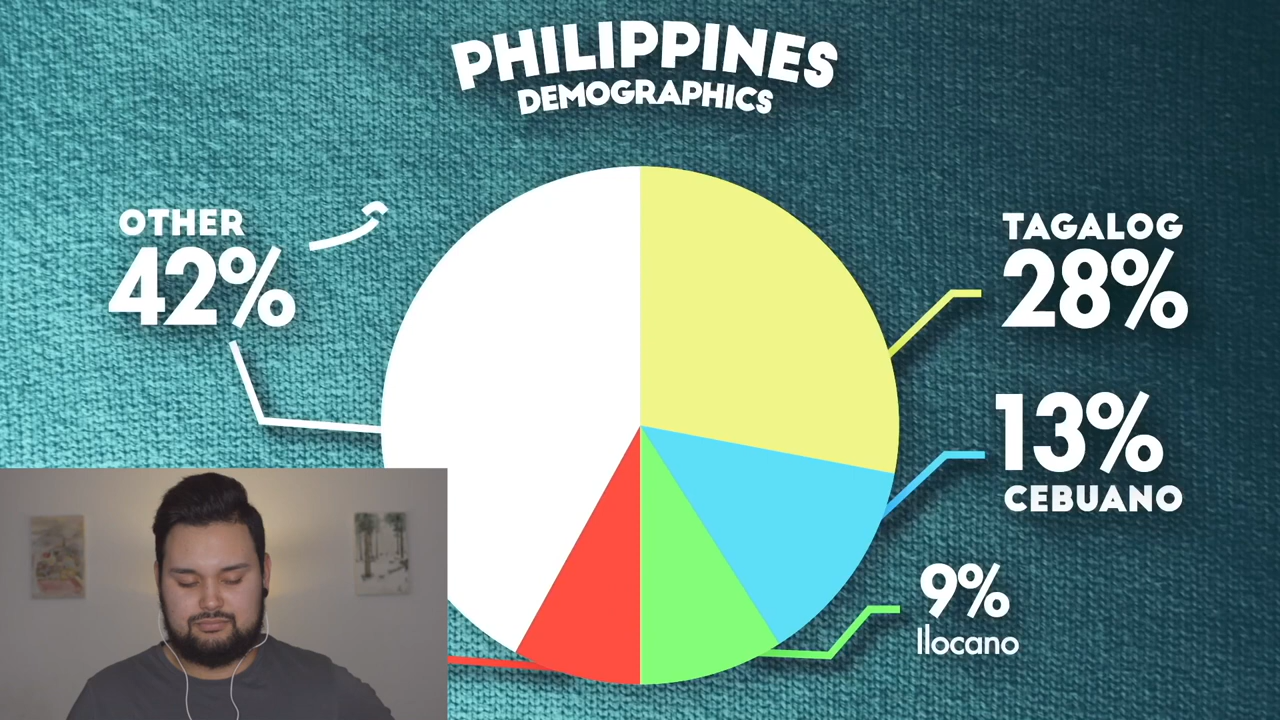 PHILIPPINES
DEMOGRAPHICS
OTHER
42%
TAGALOG
28%
13%
CEBUANO
9%
Ilocano